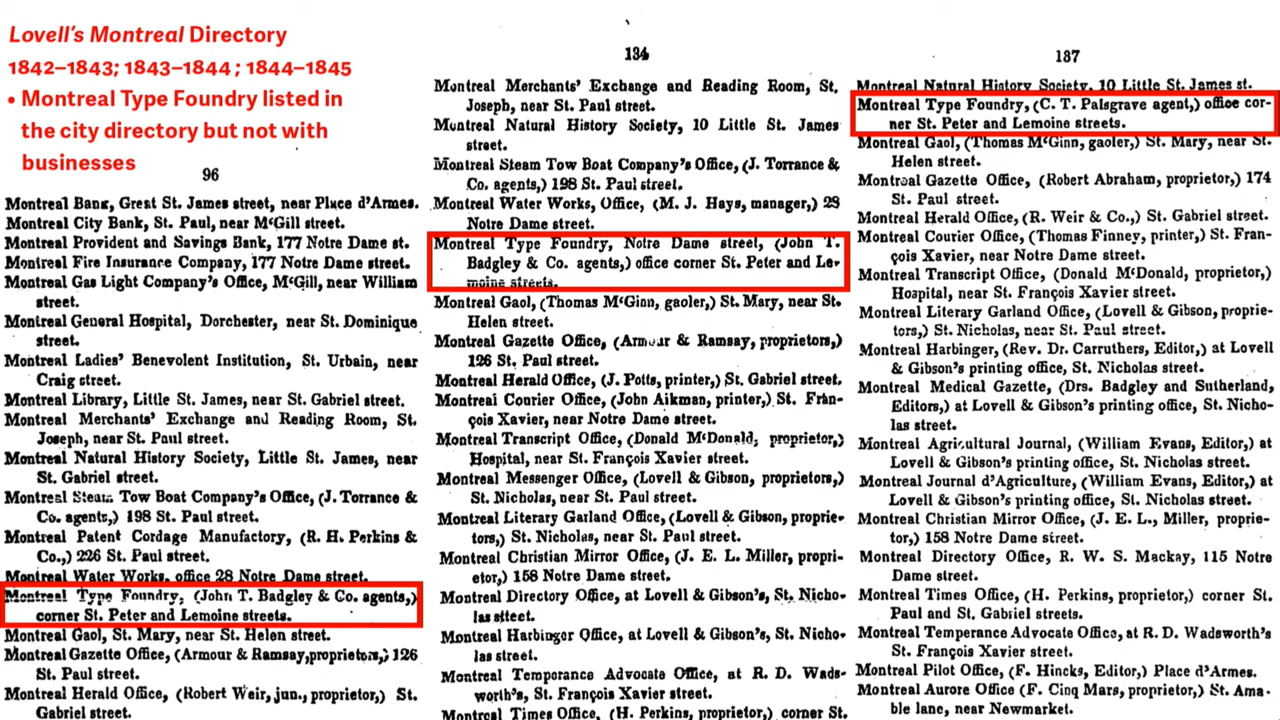 Lovell's Montreal Directory
1842–1843; 1843–1844 ; 1844–1845
• Montreal Type Foundry listed in
the city directory but not with
businesses
96
Montreal Bank, Great St. James street, near Place d'Armes.
Montreal City Bank, St. Paul, near M'Gill street.
Montreal Provident and Savings Bank, 177 Notre Dame st.
Montreal Fire Insurance Company, 177 Notre Dame street.
Montreal Gas Light Company's Office, M'Gill, near William
street.
Montreal General Hospital, Dorchester, near St. Dominique
street.
Montreal Ladies' Benevolent Institution, St. Urbain, near
Craig street.
Montreal Library, Little St. James, near St. Gabriel street.
Montreal Merchants' Exchange and Reading Room, St.
Joseph, near St. Paul street.
Montreal Natural History Society, Little St. James, near
St. Gabriel street.
Montreal Steam Tow Boat Company's Office, (J. Torrance &
Co. agents,) 198 St. Paul street.
Montreal Patent Cordage Manufactory, (R. H. Perkins &
Co.,) 226 St. Paul street.
Montreal Water Works, office 28 Notre Dame street.
Montreal Type Foundry, (John T. Badgley & Co. agents,)
corner St. Peter and Lemoine streets.
Montreal Gaol, St. Mary, near St. Helen street.
Montreal Gazette Office, (Armour & Ramsay, proprietors,) 126
St. Paul street.
Montreal Herald Office, (Robert Weir, jun., proprietor,) St.
Gabriel street.
134
Montreal Merchants' Exchange and Reading Room, St.
Joseph, near St. Paul street.
Montreal Natural History Society, 10 Little St. James
street.
Montreal Steam Tow Boat Company's Office, (J. Torrance &
Co. agents,) 198 St. Paul street.
Montreal Water Works, Office, (M. J. Hays, manager,) 28
Notre Dame street.
Montreal Type Foundry, Notre Dame street, (John T.
Badgley & Co. agents,) office corner St. Peter and Le-
moine streets.
Montreal Gaol, (Thomas M'Ginn, gaoler,) St. Mary, near St.
Helen street.
Montreal Gazette Office, (Armour & Ramsay, proprietors,)
126 St. Paul street.
Montreal Herald Office, (J. Potts, printer,) St. Gabriel street.
Montreal Courier Office, (John Aikman, printer,) St. Fran-
çois Xavier, near Notre Dame street.
Montreal Transcript Office, (Donald M'Donald, proprietor,)
Hospital, near St. François Xavier street.
Montreal Messenger Office, (Lovell & Gibson, proprietors,)
St. Nicholas, near St. Paul street.
Montreal Literary Garland Office, (Lovell & Gibson, proprie-
tors,) St. Nicholas, near St. Paul street.
Montreal Christian Mirror Office, (J. E. L. Miller, propri-
etor,) 158 Notre Dame street.
Montreal Directory Office, at Lovell & Gibson's, St. Nicho-
las street.
Montreal Harbinger Office, at Lovell & Gibson's, St. Nicho-
las street.
Montreal Temperance Advocate Office, at R. D. Wads-
worth's, St. François Xavier street.
Montreal Times Office, (H. Perkins, proprietor,) corner St.
137
Montreal Natural History Society, 10 Little St. James st.
Montreal Type Foundry, (C. T. Palsgrave agent,) office cor-
ner St. Peter and Lemoine streets.
Montreal Gaol, (Thomas M'Ginn, gaoler,) St. Mary, near St.
Helen street.
Montreal Gazette Office, (Robert Abraham, proprietor,) 174
St. Paul street.
Montreal Herald Office, (R. Weir & Co.,) St. Gabriel street.
Montreal Courier Office, (Thomas Finney, printer,) St. Fran-
çois Xavier, near Notre Dame street.
Montreal Transcript Office, (Donald M'Donald, proprietor,)
Hospital, near St. François Xavier street.
Montreal Literary Garland Office, (Lovell & Gibson, proprie-
tors,) St. Nicholas, near St. Paul street.
Montreal Harbinger, (Rev. Dr. Carruthers, Editor,) at Lovell
& Gibson's printing office, St. Nicholas street.
Montreal Medical Gazette, (Drs. Badgley and Sutherland,
Editors,) at Lovell & Gibson's printing office, St. Nicho-
las street.
Montreal Agricultural Journal, (William Evans, Editor,) at
Lovell & Gibson's printing office, St. Nicholas street.
Montreal Journal d'Agriculture, (William Evans, Editor,) at
Lovell & Gibson's printing office, St. Nicholas street.
Montreal Christian Mirror Office, (J. E. L., Miller, proprie-
tor,) 158 Notre Dame street.
Montreal Directory Office, R. W. S. Mackay, 115 Notre
Dame street.
Montreal Times Office, (H. Perkins, proprietor,) corner St.
Paul and St. Gabriel streets.
Montreal Temperance Advocate Office, at R. D. Wadsworth's
St. François Xavier street.
Montreal Pilot Office, (F. Hincks, Editor,) Place d'Armes.
Montreal Aurore Office (F. Cinq Mars, proprietor,) St. Ama-
ble lane, near Newmarket.